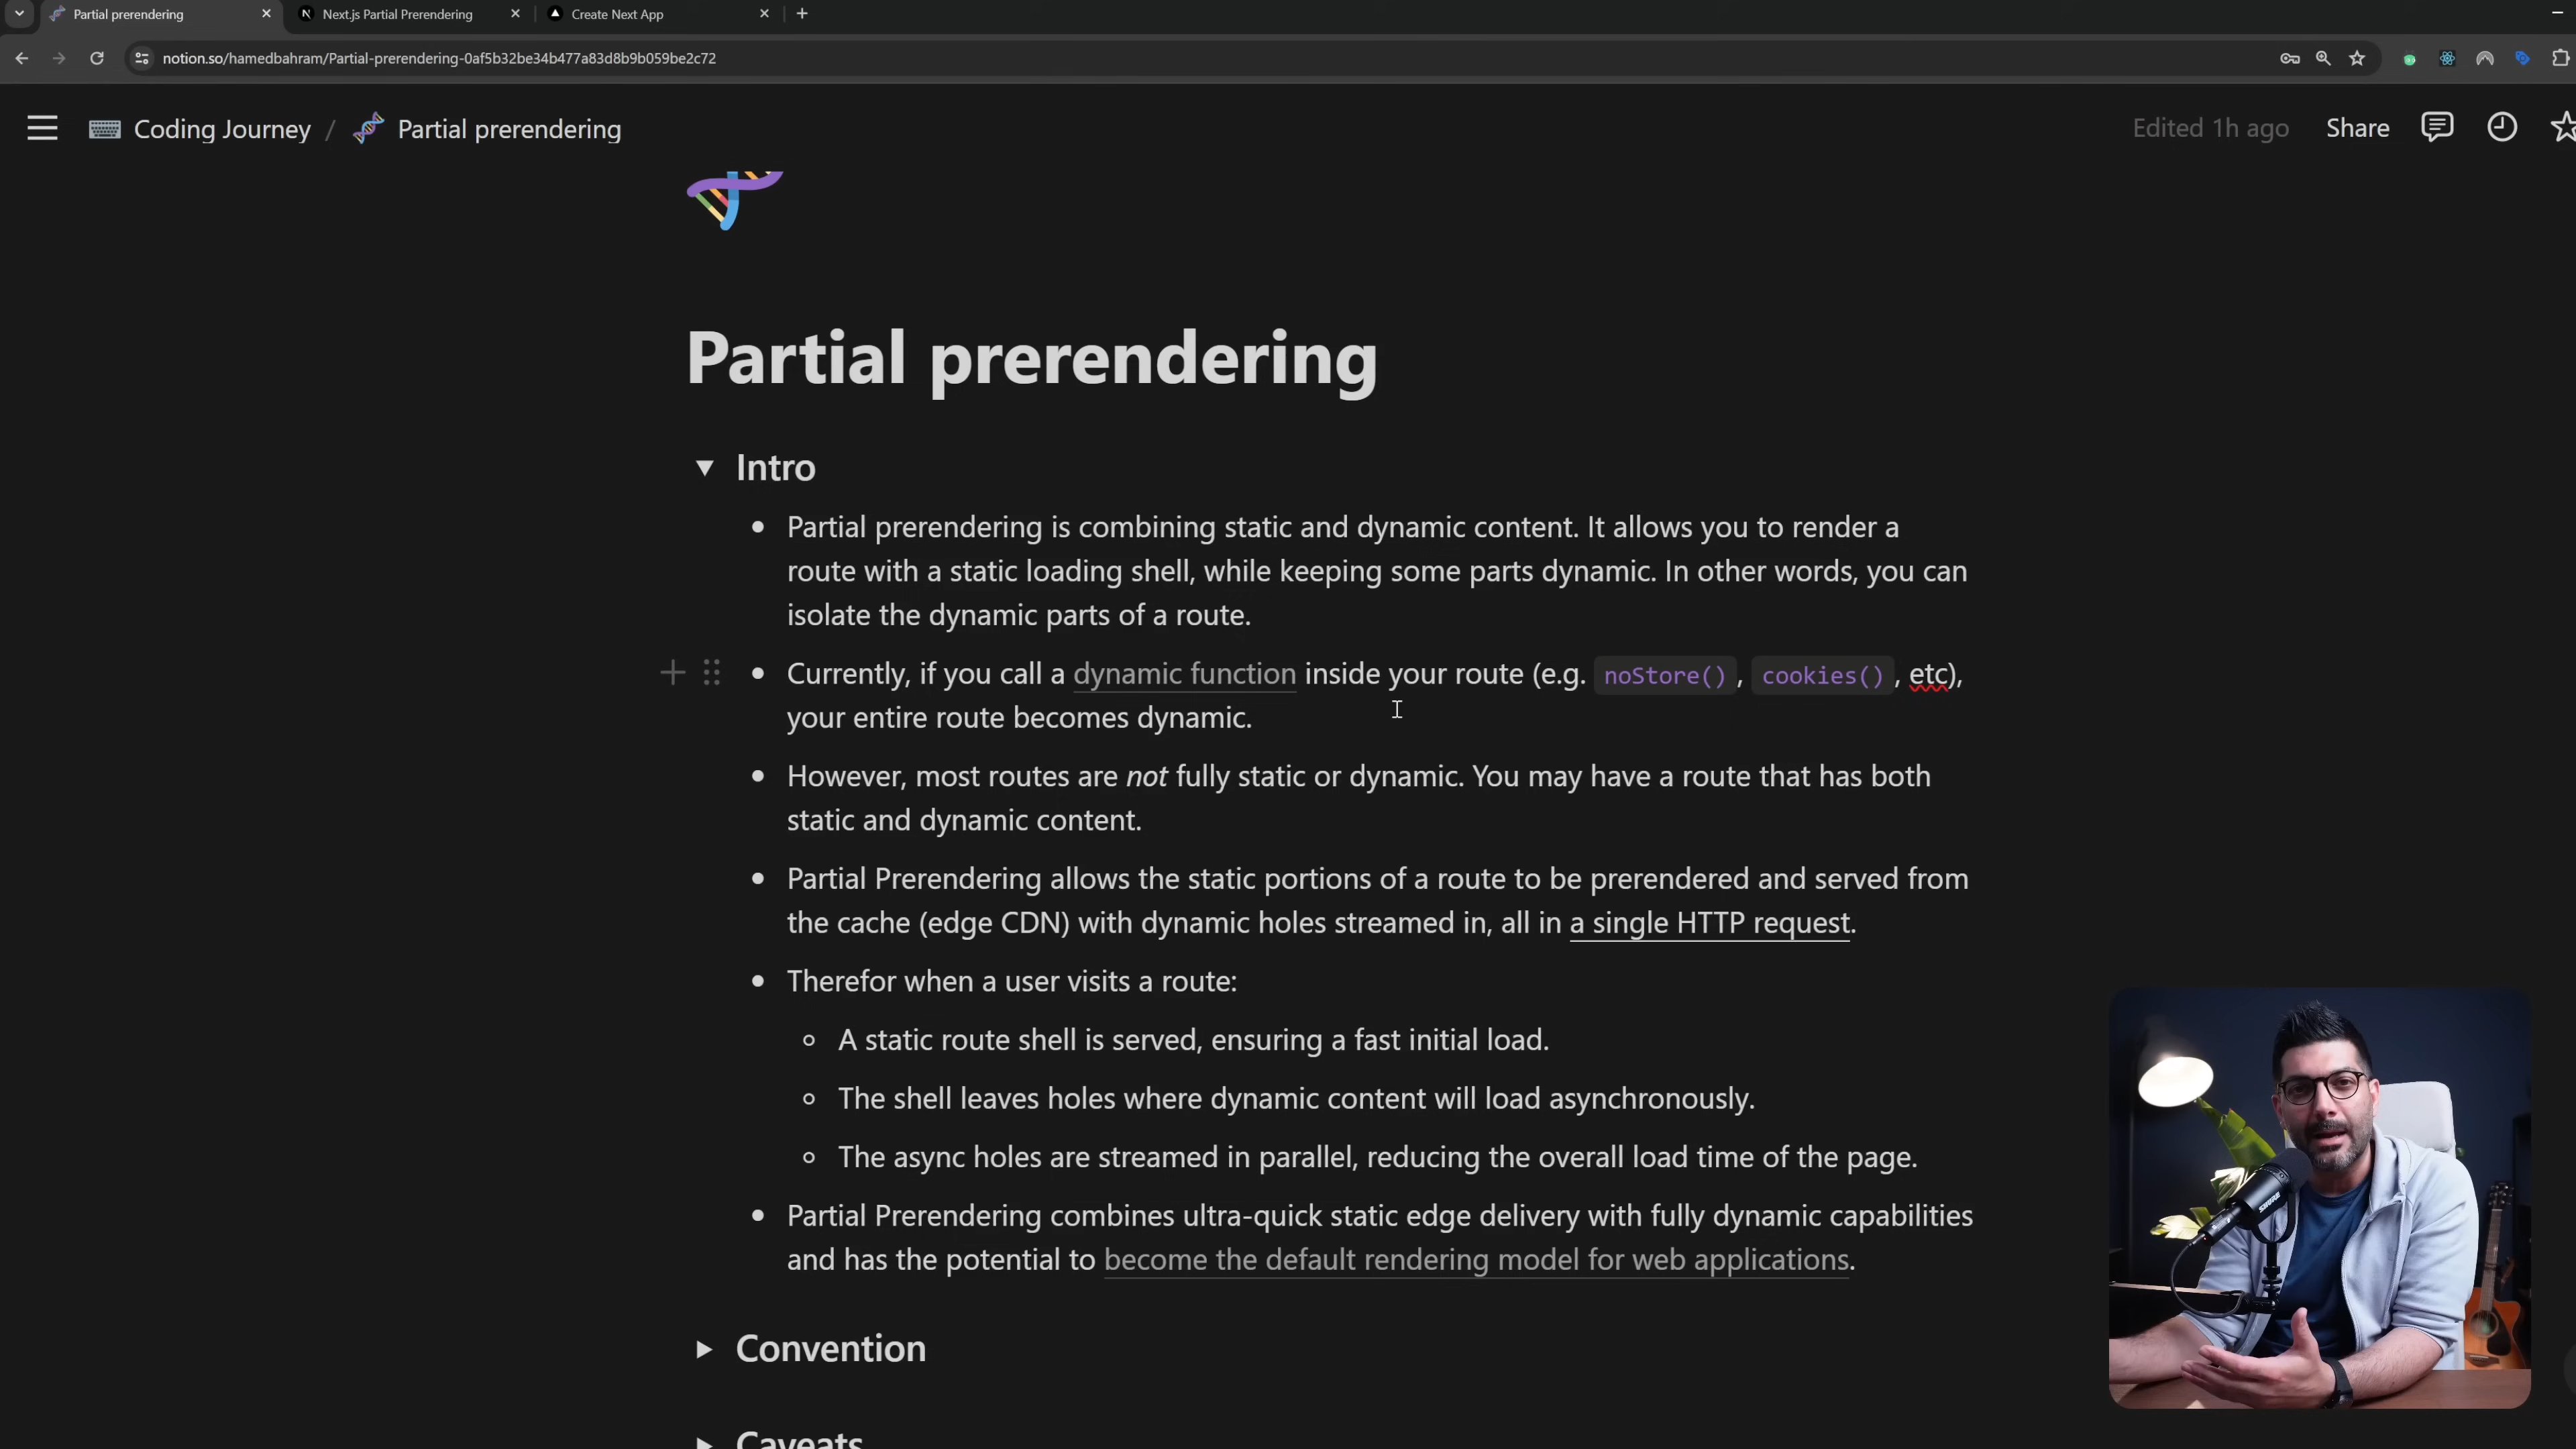 Partial prerendering
Next.js Partial Prerendering
Create Next App
notion.so/hamedbahram/Partial-prerendering-0af5b32be34b477a83d8b9b059be2c72
Coding Journey / Partial prerendering
Edited 1h ago Share
Partial prerendering
Intro
Partial prerendering is combining static and dynamic content. It allows you to render a
route with a static loading shell, while keeping some parts dynamic. In other words, you can
isolate the dynamic parts of a route.
Currently, if you call a dynamic function inside your route (e.g. noStore(), cookies(), etc),
your entire route becomes dynamic.
However, most routes are not fully static or dynamic. You may have a route that has both
static and dynamic content.
Partial Prerendering allows the static portions of a route to be prerendered and served from
the cache (edge CDN) with dynamic holes streamed in, all in a single HTTP request.
Therefor when a user visits a route:
A static route shell is served, ensuring a fast initial load.
The shell leaves holes where dynamic content will load asynchronously.
The async holes are streamed in parallel, reducing the overall load time of the page.
Partial Prerendering combines ultra-quick static edge delivery with fully dynamic capabilities
and has the potential to become the default rendering model for web applications.
Convention
Caveats